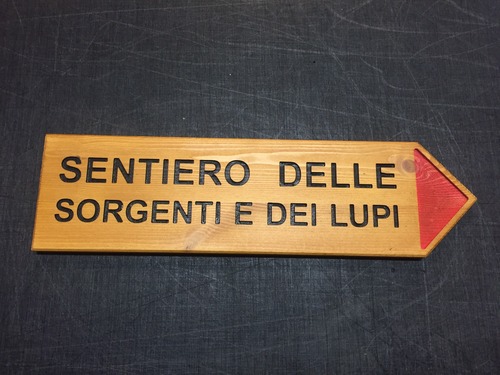 SENTIERO DELLE
SORGENTI E DEI LUPI